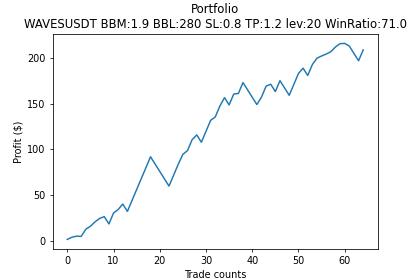 Portfolio
WAVESUSDT BBM:1.9 BBL:280 SL:0.8 TP:1.2 lev:20 WinRatio:71.0
200
150
100
50
0
Profit ($)
0 10 20 30 40 50 60
Trade counts